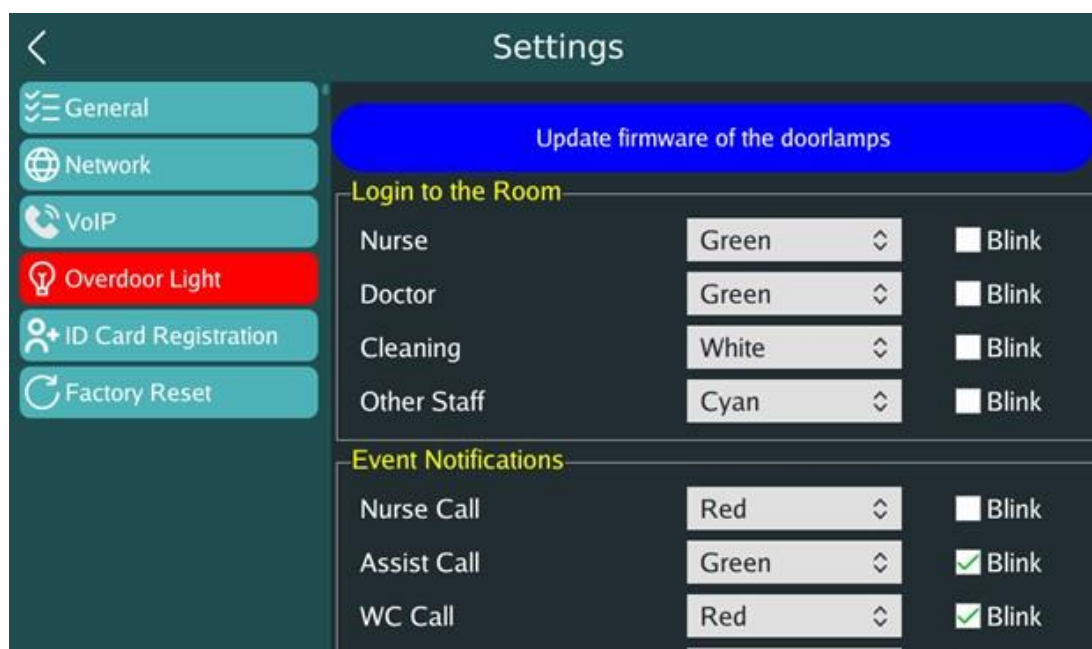 Settings
General
Network
VoIP
Overdoor Light
ID Card Registration
Factory Reset
Update firmware of the doorlamps
Login to the Room
Nurse Green Blink
Doctor Green Blink
Cleaning White Blink
Other Staff Cyan Blink
Event Notifications
Nurse Call Red Blink
Assist Call Green Blink
WC Call Red Blink